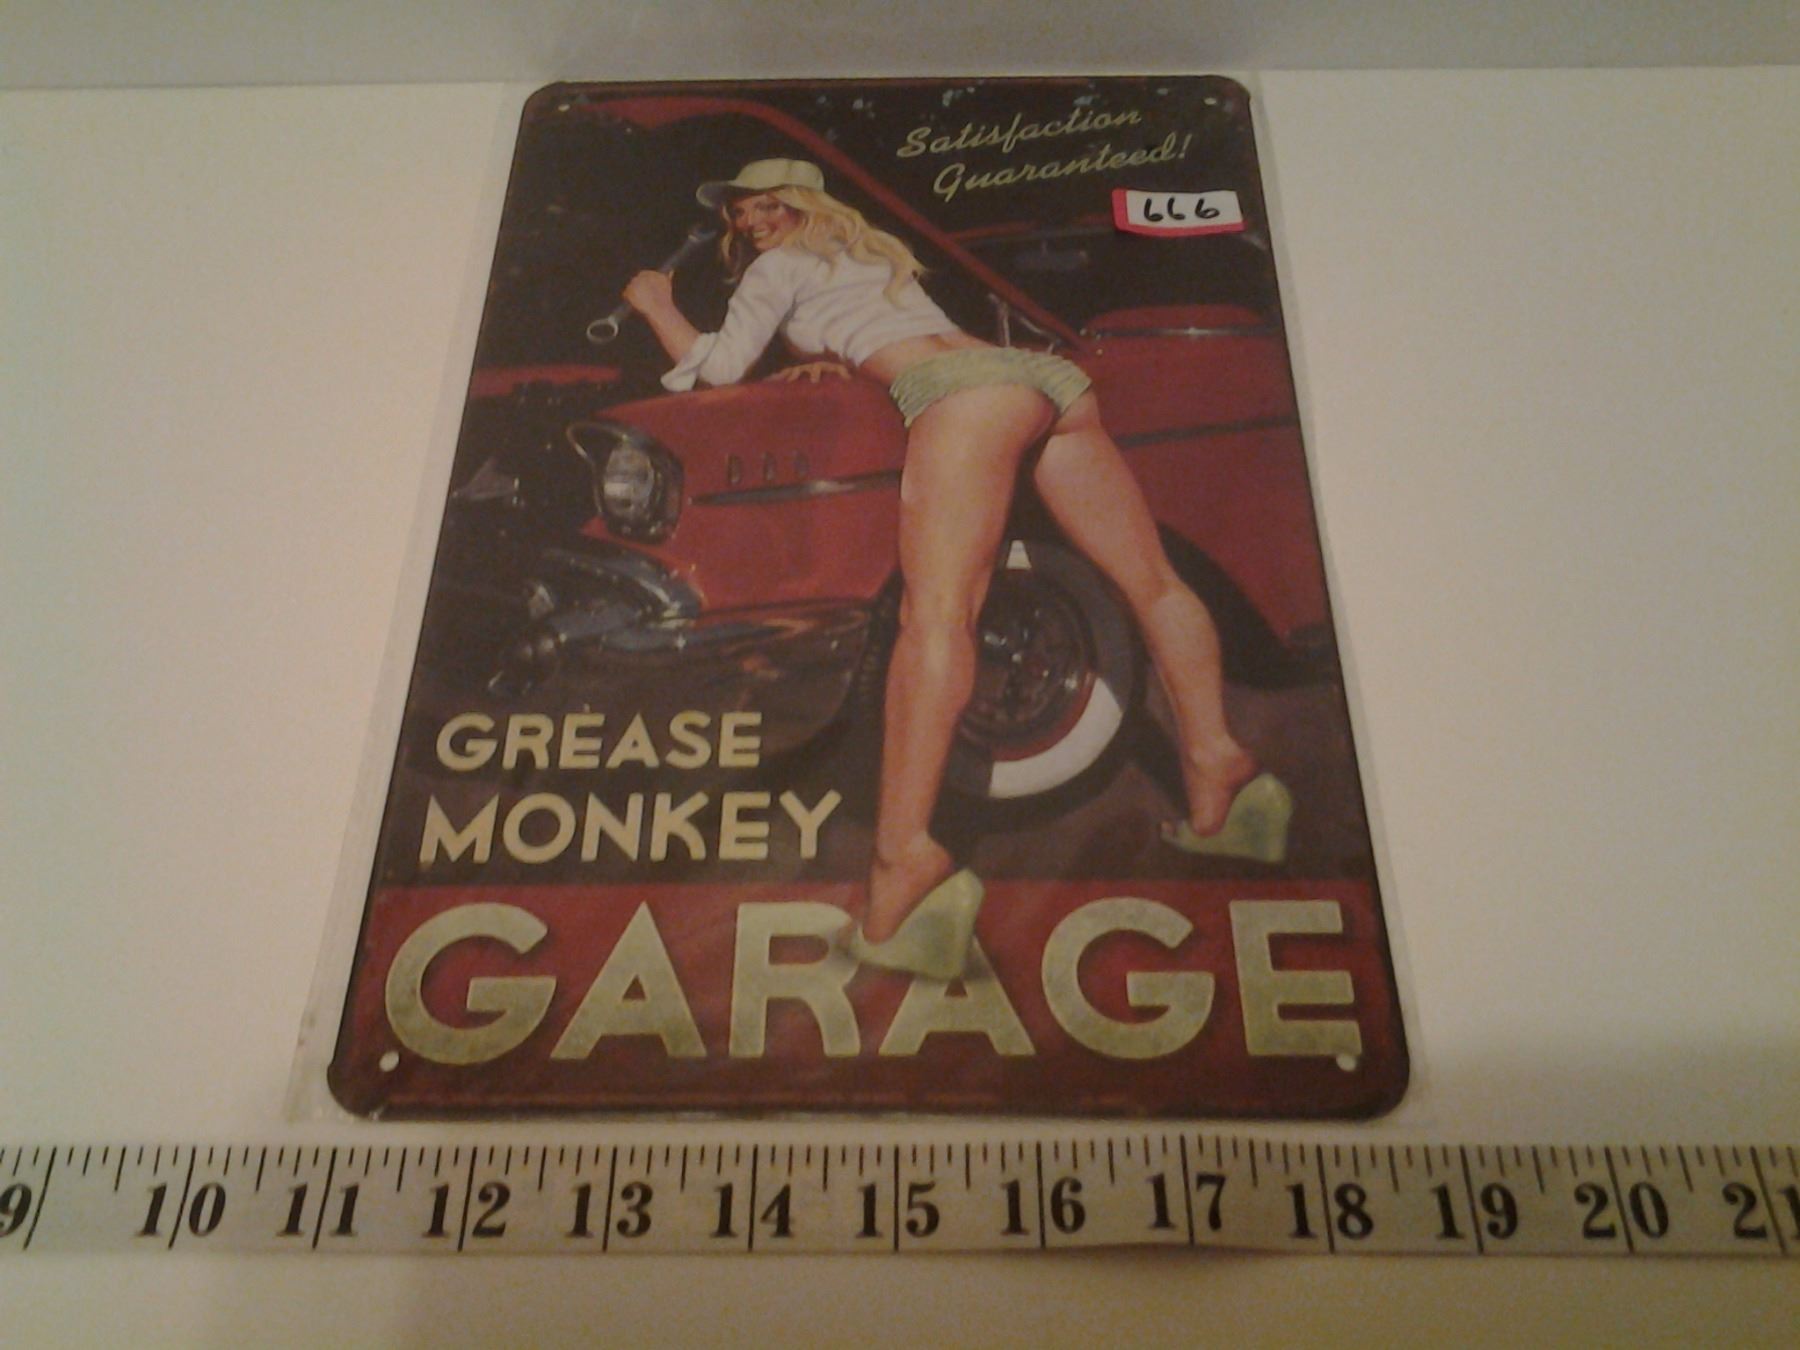 Satisfaction
Guaranteed!
666
GREASE
MONKEY
GARAGE
9 10 11 12 13 14 15 16 17 18 19 20 21